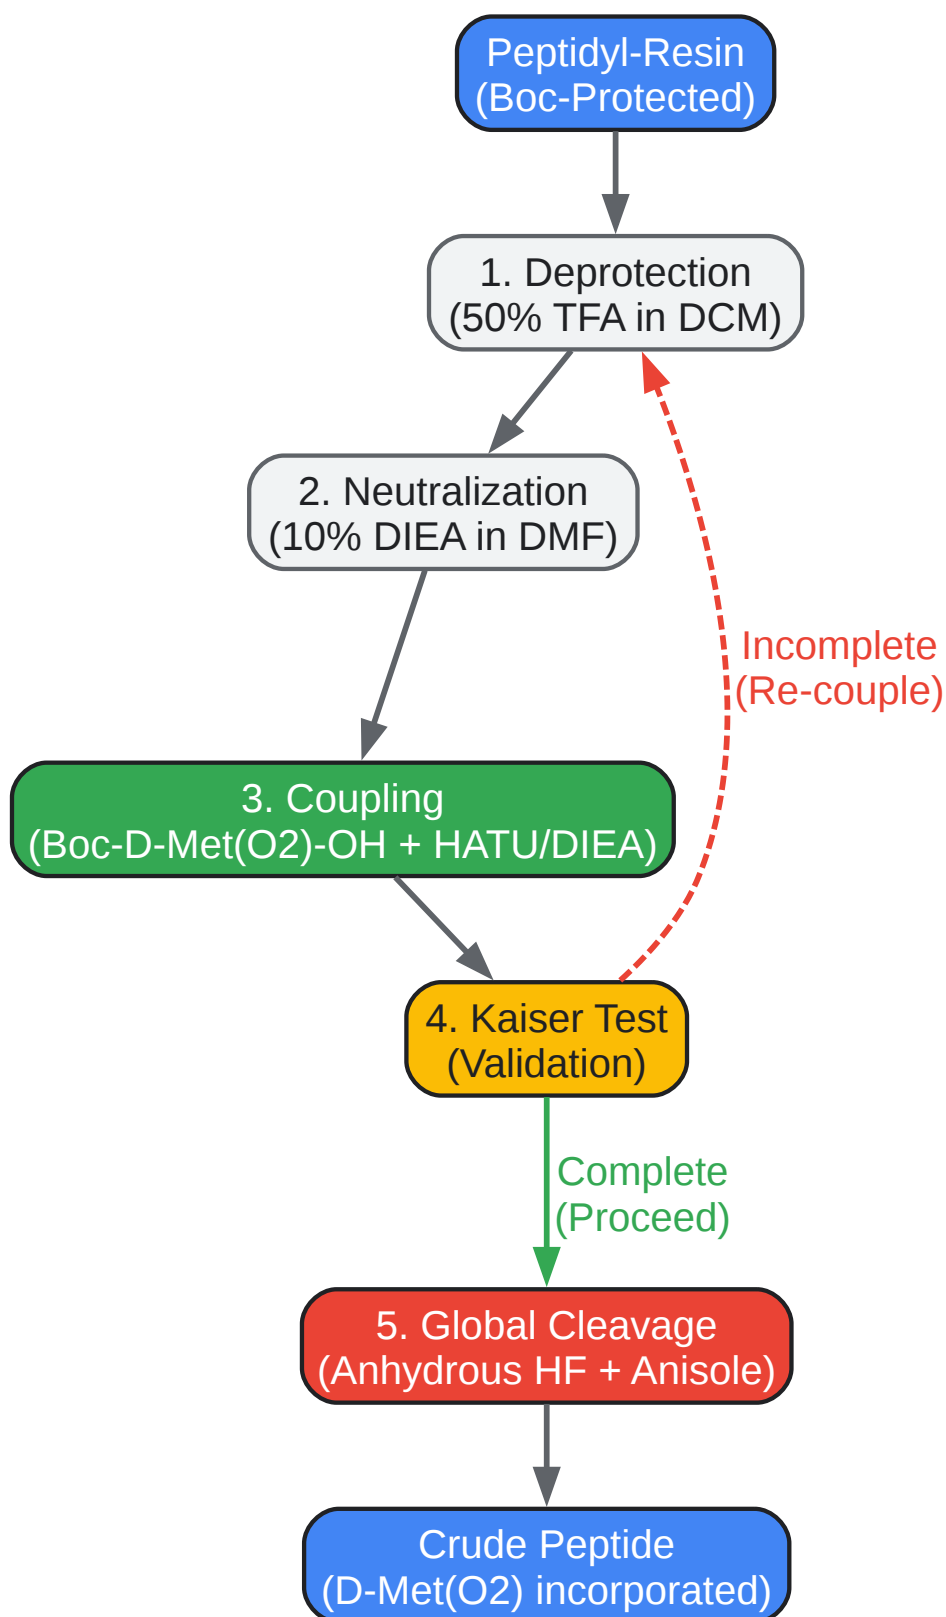 Peptidyl-Resin
(Boc-Protected)
1. Deprotection
(50% TFA in DCM)
2. Neutralization
(10% DIEA in DMF)
Incomplete
(Re-couple)
3. Coupling
(Boc-D-Met(O2)-OH + HATU/DIEA)
4. Kaiser Test
(Validation)
Complete
(Proceed)
5. Global Cleavage
(Anhydrous HF + Anisole)
Crude Peptide
(D-Met(O2) incorporated)